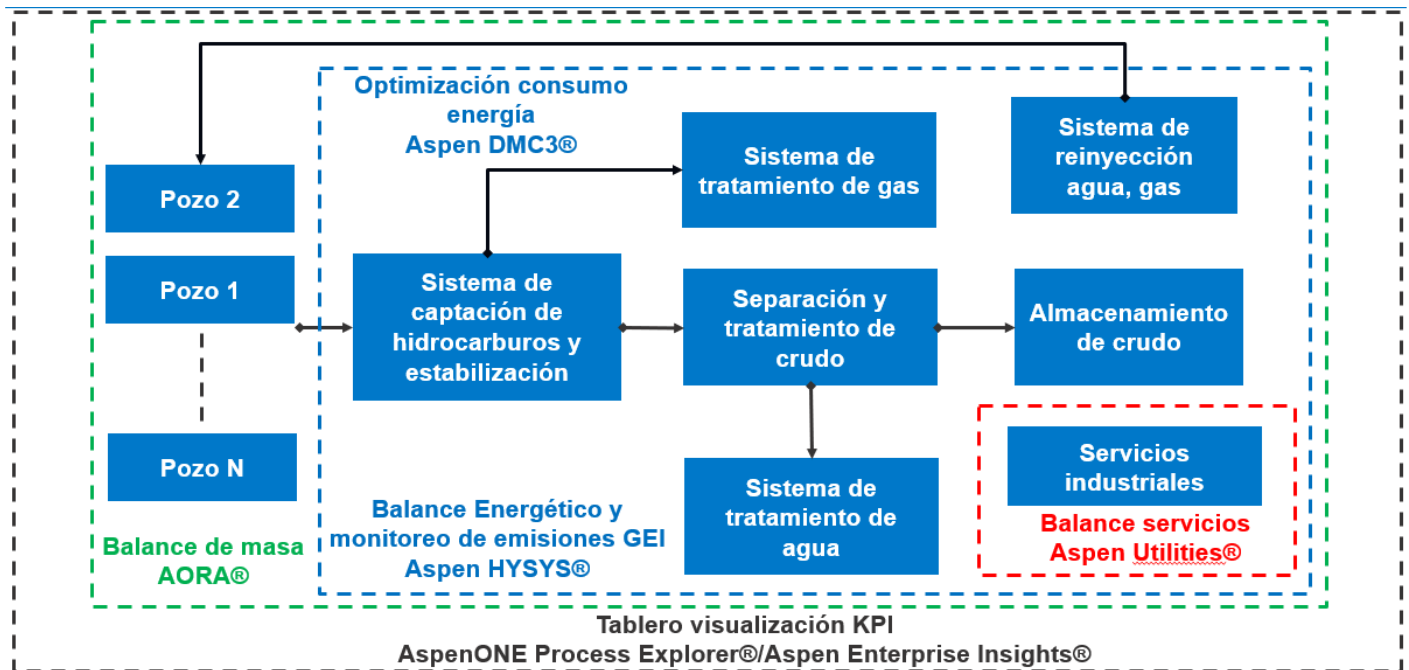 Optimización consumo
energía
Aspen DMC3®
Sistema de
tratamiento de gas
Sistema de
reinyección
agua, gas
Pozo 2
Pozo 1
Pozo N
Sistema de
captación de
hidrocarburos y
estabilización
Separación y
tratamiento de
crudo
Almacenamiento
de crudo
Sistema de
tratamiento de
agua
Servicios
industriales
Balance servicios
Aspen Utilities®
Balance Energético y
monitoreo de emisiones GEI
Aspen HYSYS®
Balance de masa
AORA®
Tablero visualización KPI
AspenONE Process Explorer®/Aspen Enterprise Insights®